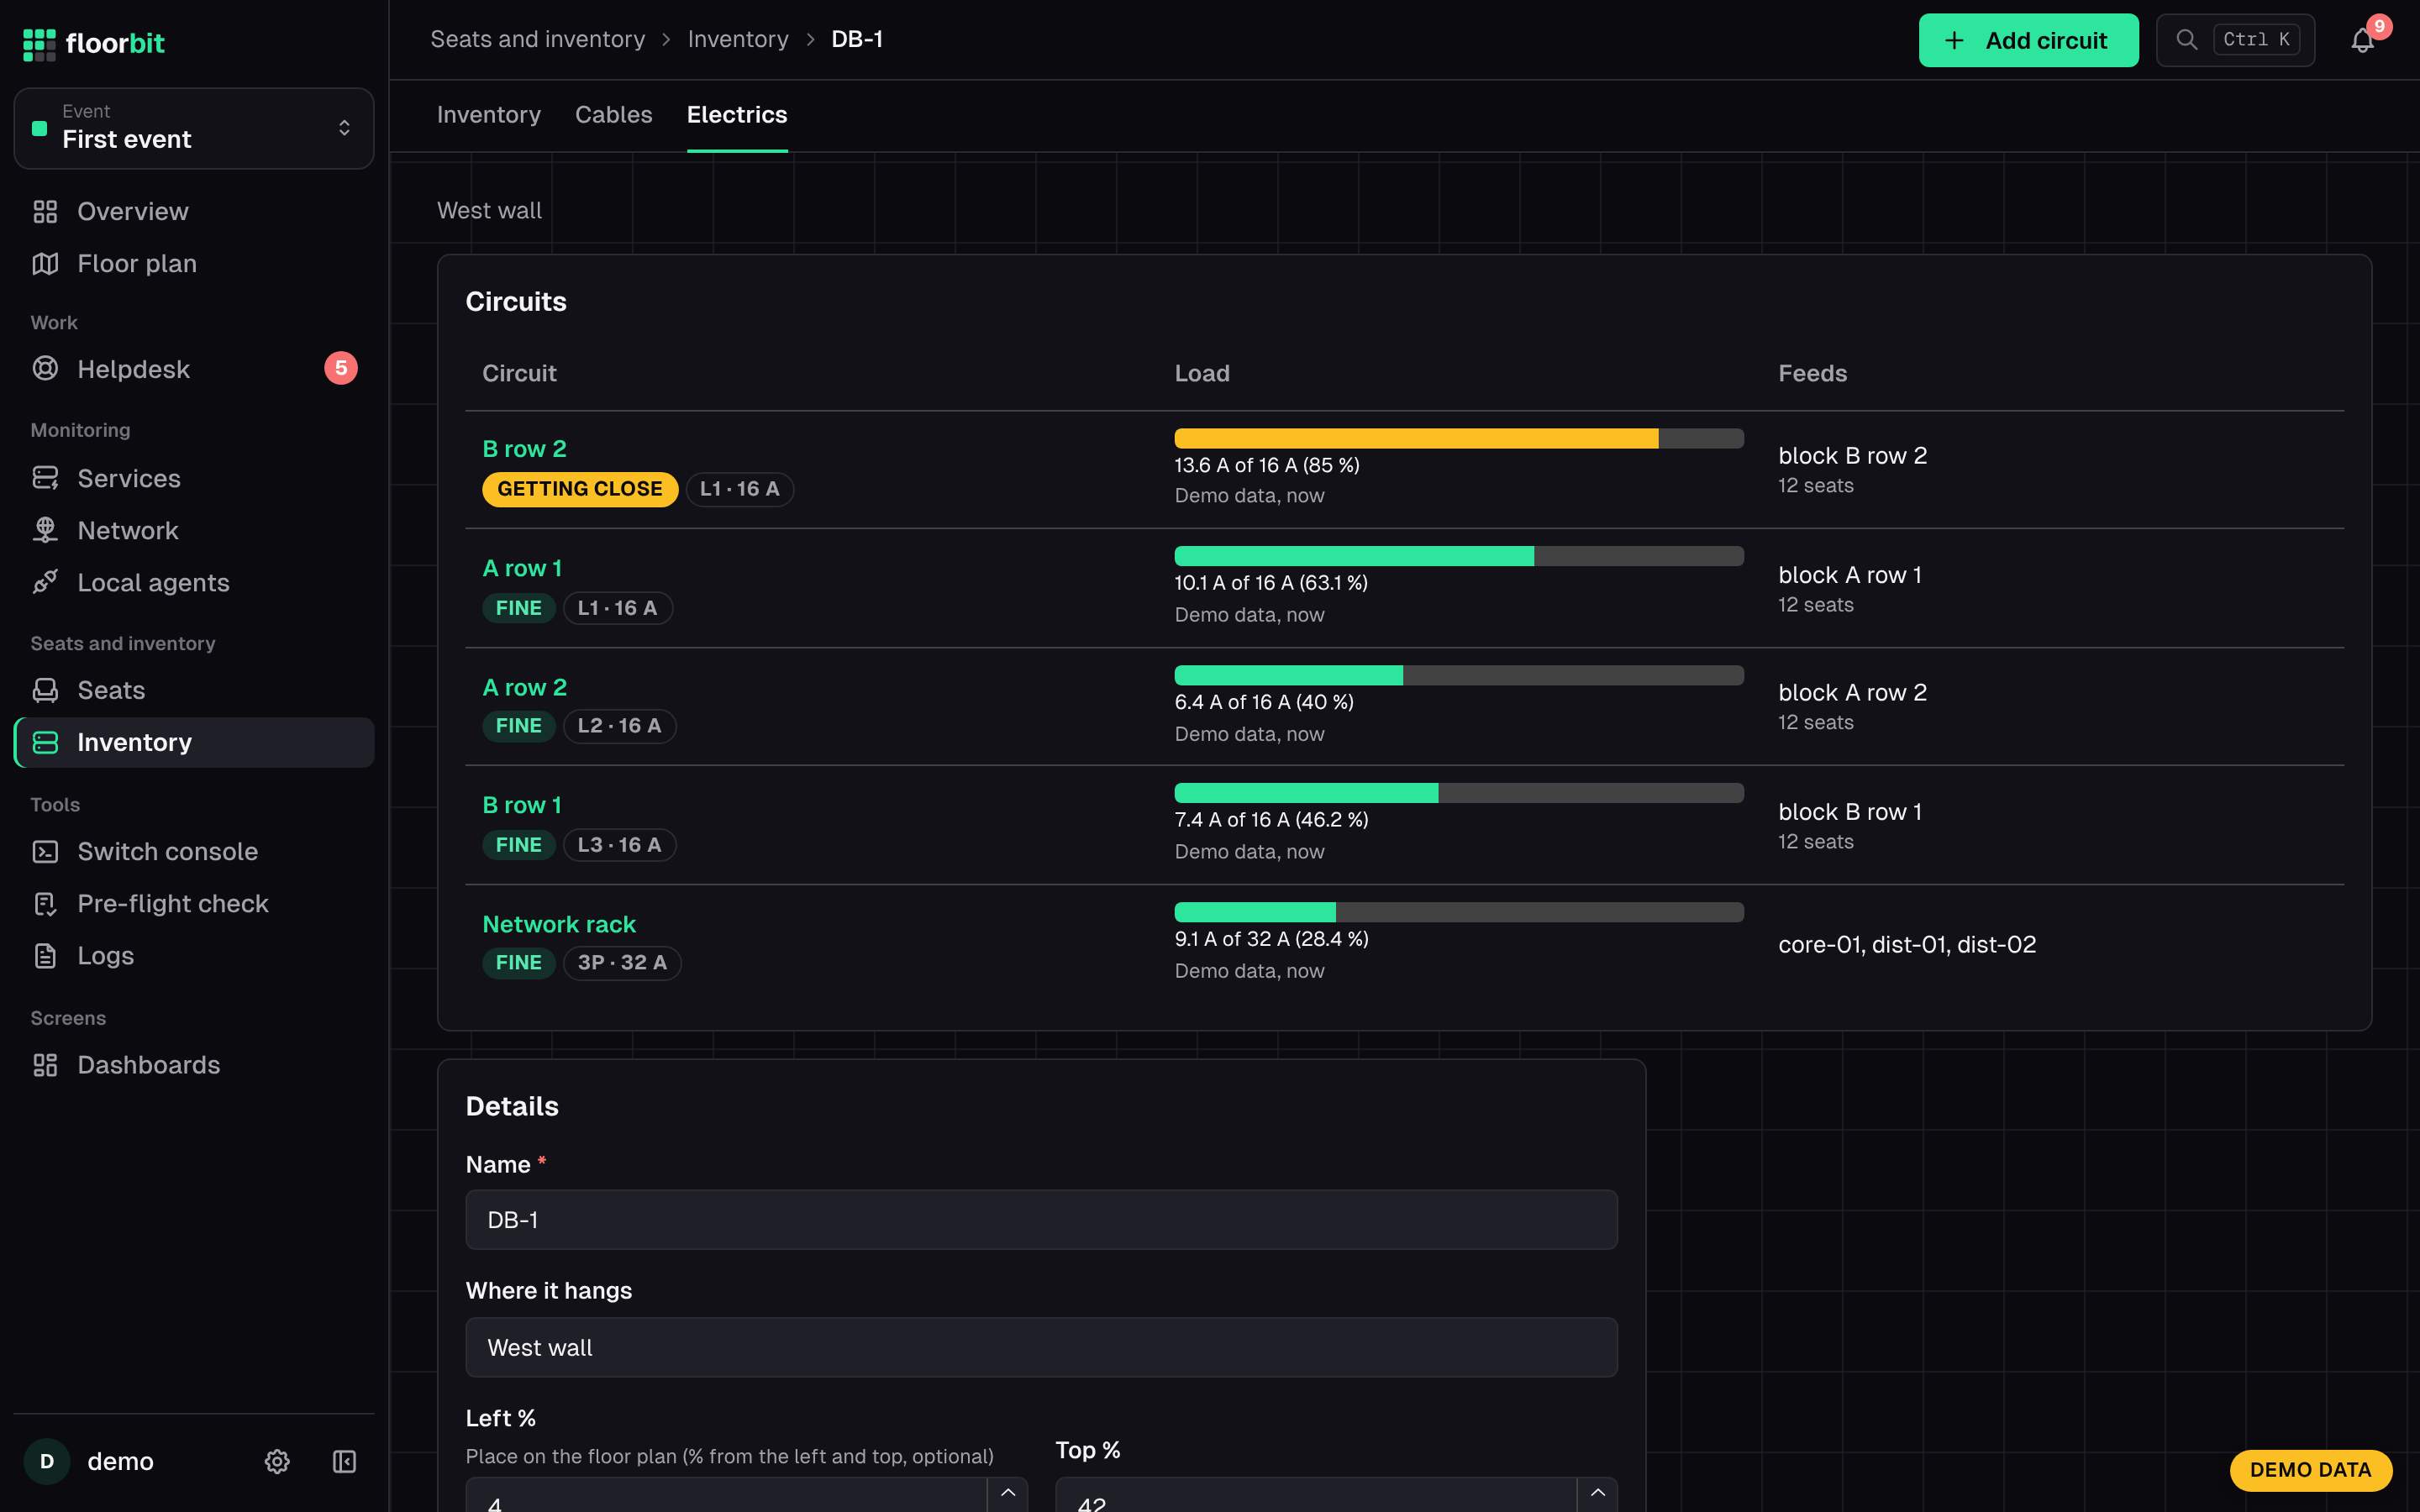 floorbit
Event
First event
Overview
Floor plan
Work
Helpdesk
5
Monitoring
Services
Network
Local agents
Seats and inventory
Seats
Inventory
Tools
Switch console
Pre-flight check
Logs
Screens
Dashboards
D
demo
Seats and inventory > Inventory > DB-1
+ Add circuit
Ctrl K
9
Inventory
Cables
Electrics
West wall
Circuits
Circuit
Load
Feeds
B row 2
GETTING CLOSE
L1 · 16 A
13.6 A of 16 A (85 %)
Demo data, now
block B row 2
12 seats
A row 1
FINE
L1 · 16 A
10.1 A of 16 A (63.1 %)
Demo data, now
block A row 1
12 seats
A row 2
FINE
L2 · 16 A
6.4 A of 16 A (40 %)
Demo data, now
block A row 2
12 seats
B row 1
FINE
L3 · 16 A
7.4 A of 16 A (46.2 %)
Demo data, now
block B row 1
12 seats
Network rack
FINE
3P · 32 A
9.1 A of 32 A (28.4 %)
Demo data, now
core-01, dist-01, dist-02
Details
Name *
DB-1
Where it hangs
West wall
Left %
Place on the floor plan (% from the left and top, optional)
4
Top %
42
DEMO DATA